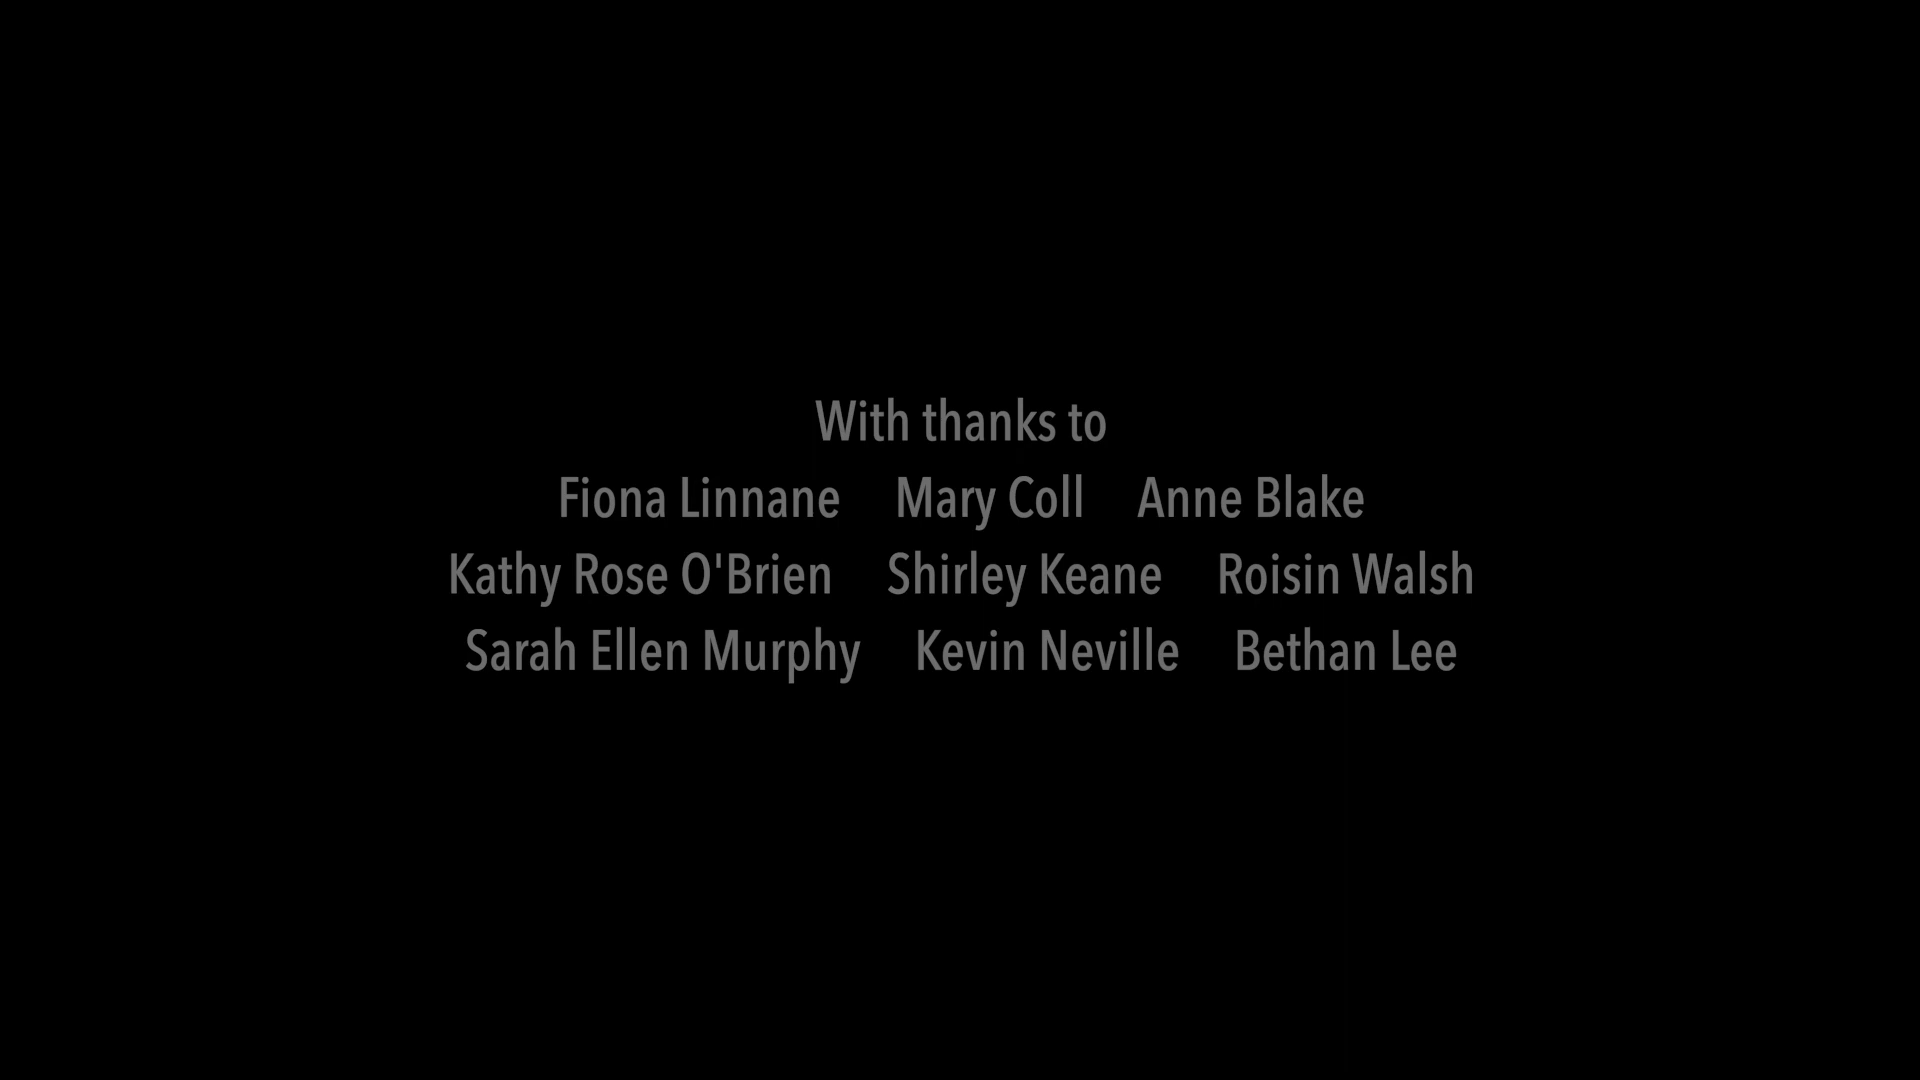 With thanks to
Fiona Linnane Mary Coll Anne Blake
Kathy Rose O'Brien Shirley Keane Roisin Walsh
Sarah Ellen Murphy Kevin Neville Bethan Lee